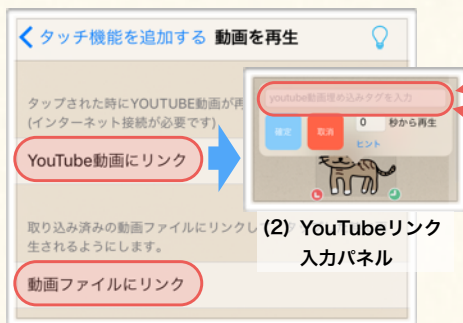 タッチ機能を追加する 動画を再生
タップされた時にYOUTUBE動画が再
(インターネット接続が必要です)
YouTube動画にリンク
youtube動画埋め込みタグを入力
確定 取消 0 秒から再生
ヒント
取り込み済みの動画ファイルにリンクし
生されるようにします。
(2) YouTubeリンク
入力パネル
動画ファイルにリンク